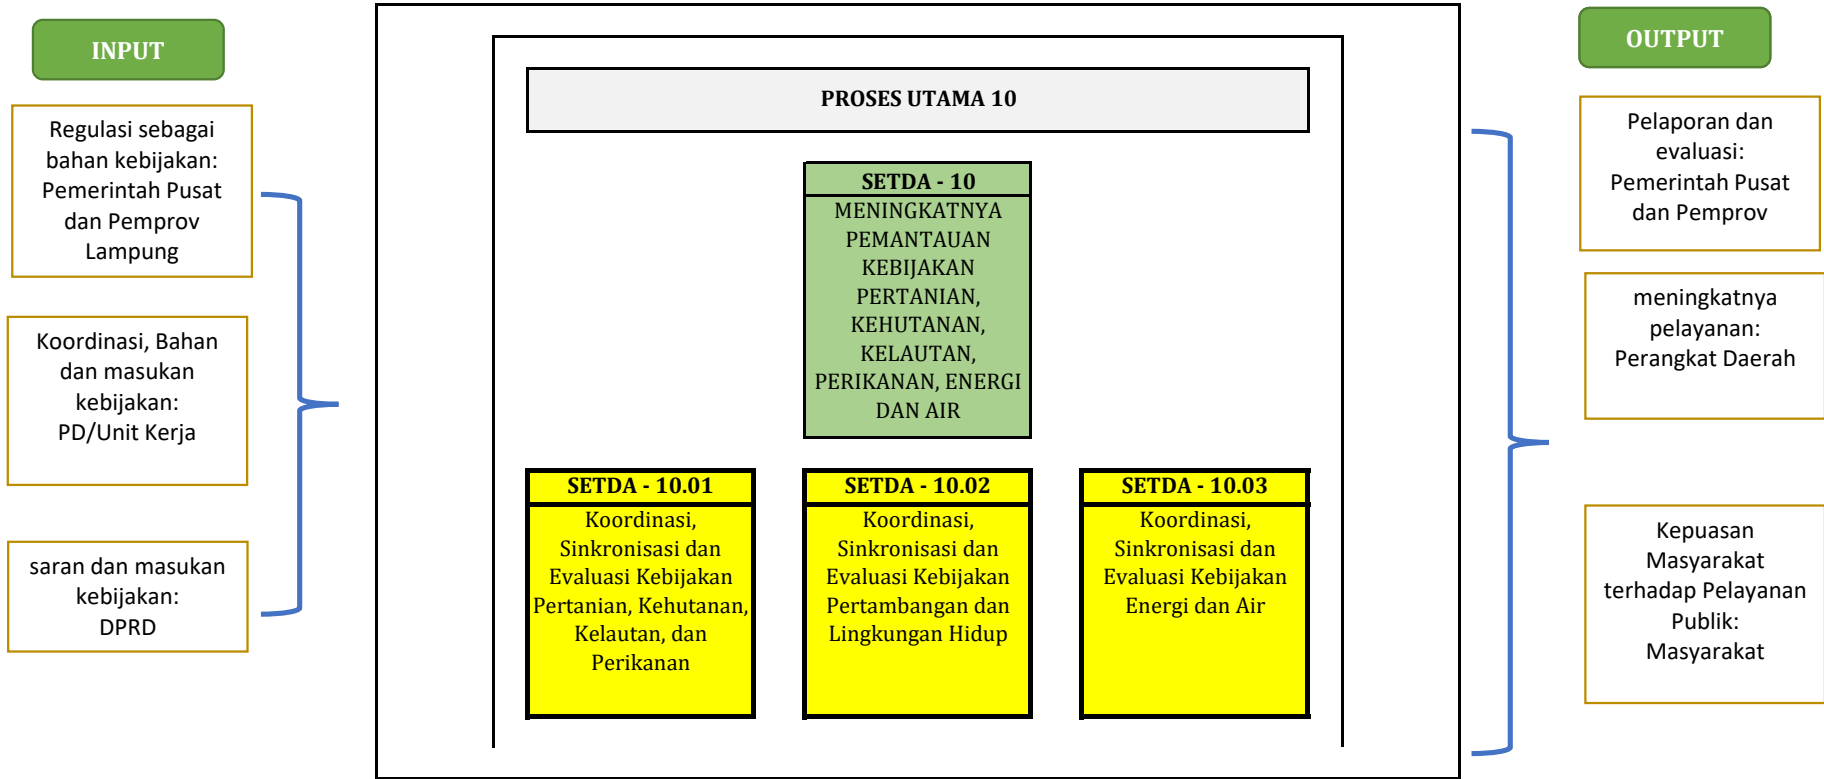 INPUT
Regulasi sebagai
bahan kebijakan:
Pemerintah Pusat
dan Pemprov
Lampung
Koordinasi, Bahan
dan masukan
kebijakan:
PD/Unit Kerja
saran dan masukan
kebijakan:
DPRD
PROSES UTAMA 10
SETDA - 10
MENINGKATNYA
PEMANTAUAN
KEBIJAKAN
PERTANIAN,
KEHUTANAN,
KELAUTAN,
PERIKANAN, ENERGI
DAN AIR
SETDA - 10.01
Koordinasi,
Sinkronisasi dan
Evaluasi Kebijakan
Pertanian, Kehutanan,
Kelautan, dan
Perikanan
SETDA - 10.02
Koordinasi,
Sinkronisasi dan
Evaluasi Kebijakan
Pertambangan dan
Lingkungan Hidup
SETDA - 10.03
Koordinasi,
Sinkronisasi dan
Evaluasi Kebijakan
Energi dan Air
OUTPUT
Pelaporan dan
evaluasi:
Pemerintah Pusat
dan Pemprov
meningkatnya
pelayanan:
Perangkat Daerah
Kepuasan
Masyarakat
terhadap Pelayanan
Publik:
Masyarakat